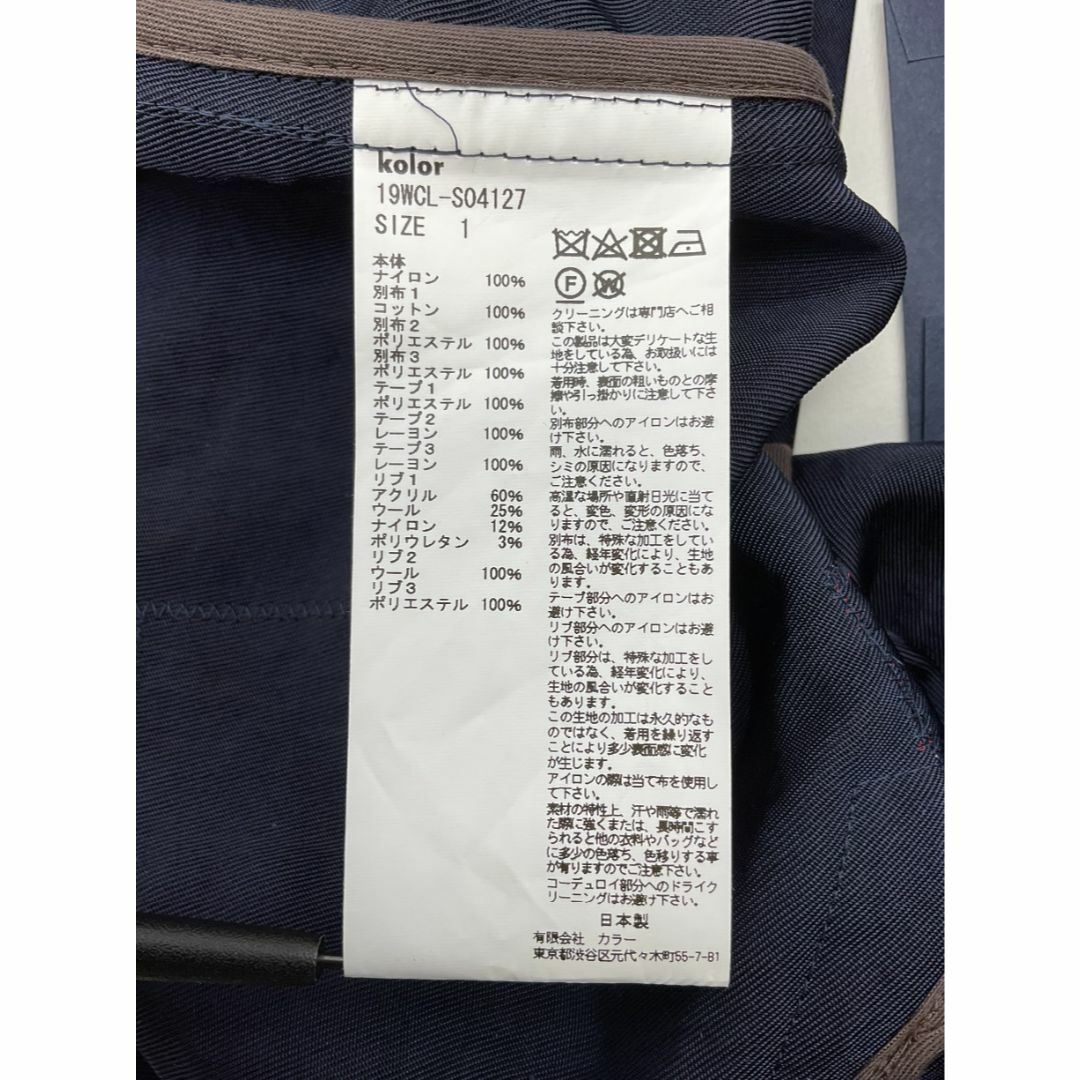 kolor
19WCL-S04127
SIZE 1
本体
ナイロン 100%
別布1
コットン 100%
別布2
ポリエステル 100%
別布3
ポリエステル 100%
テープ1
ポリエステル 100%
テープ2
レーヨン 100%
テープ3
レーヨン 100%
リブ1
アクリル 60%
ウール 25%
ナイロン 12%
ポリウレタン 3%
リブ2
ウール 100%
リブ3
ポリエステル 100%
F
W
クリーニングは専門店へご相
談下さい。
この製品は大変デリケートな生
地をしている為、お取扱いには
十分注意して下さい。
着用時、表面の粗いものとの摩
擦や引っ掛かりに注意して下さ
い。
別布部分へのアイロンはお避
け下さい。
雨、水に濡れると、色落ち、
シミの原因になりますので、
ご注意ください。
高温な場所や直射日光に当て
ると、変色、変形の原因にな
りますので、ご注意ください。
別布は、特殊な加工をしてい
る為、経年変化により、生地
の風合いが変化することもあ
ります。
テープ部分へのアイロンはお
避け下さい。
リブ部分へのアイロンはお避
け下さい。
リブ部分は、特殊な加工をし
ている為、経年変化により、
生地の風合いが変化すること
もあります。
この生地の加工は永久的なも
のではなく、着用を繰り返す
ことにより多少表面感に変化
が生じます。
アイロンの際は当て布を使用し
て下さい。
素材の特性上、汗や雨等で濡れ
た際に強くまたは、長時間こす
られると他の衣料やバッグなど
に多少の色落ち、色移りする事
が有りますのでご注意下さい。
コーデュロイ部分へのドライク
リーニングはお避け下さい。
日本製
有限会社 カラー
東京都渋谷区元代々木町55-7-B1